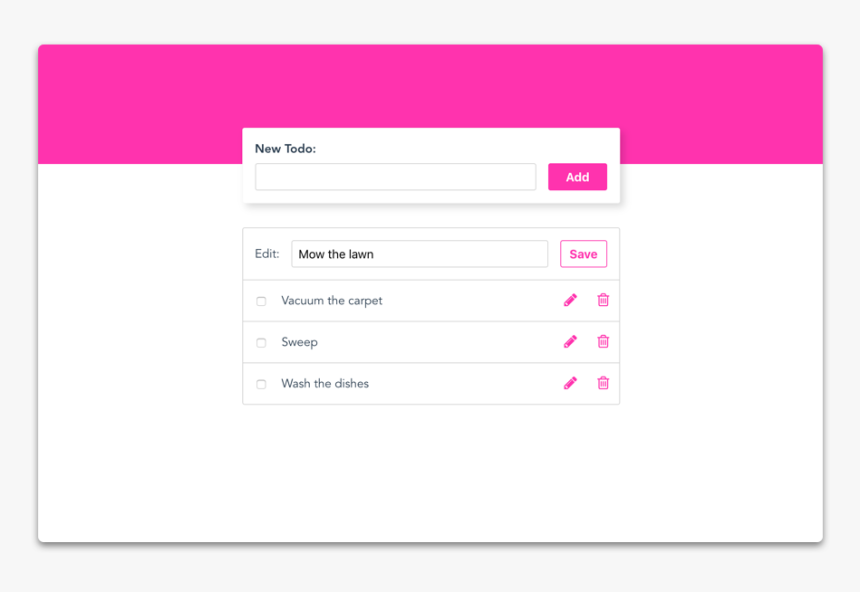 New Todo:
Add
Edit: Mow the lawn Save
Vacuum the carpet
Sweep
Wash the dishes